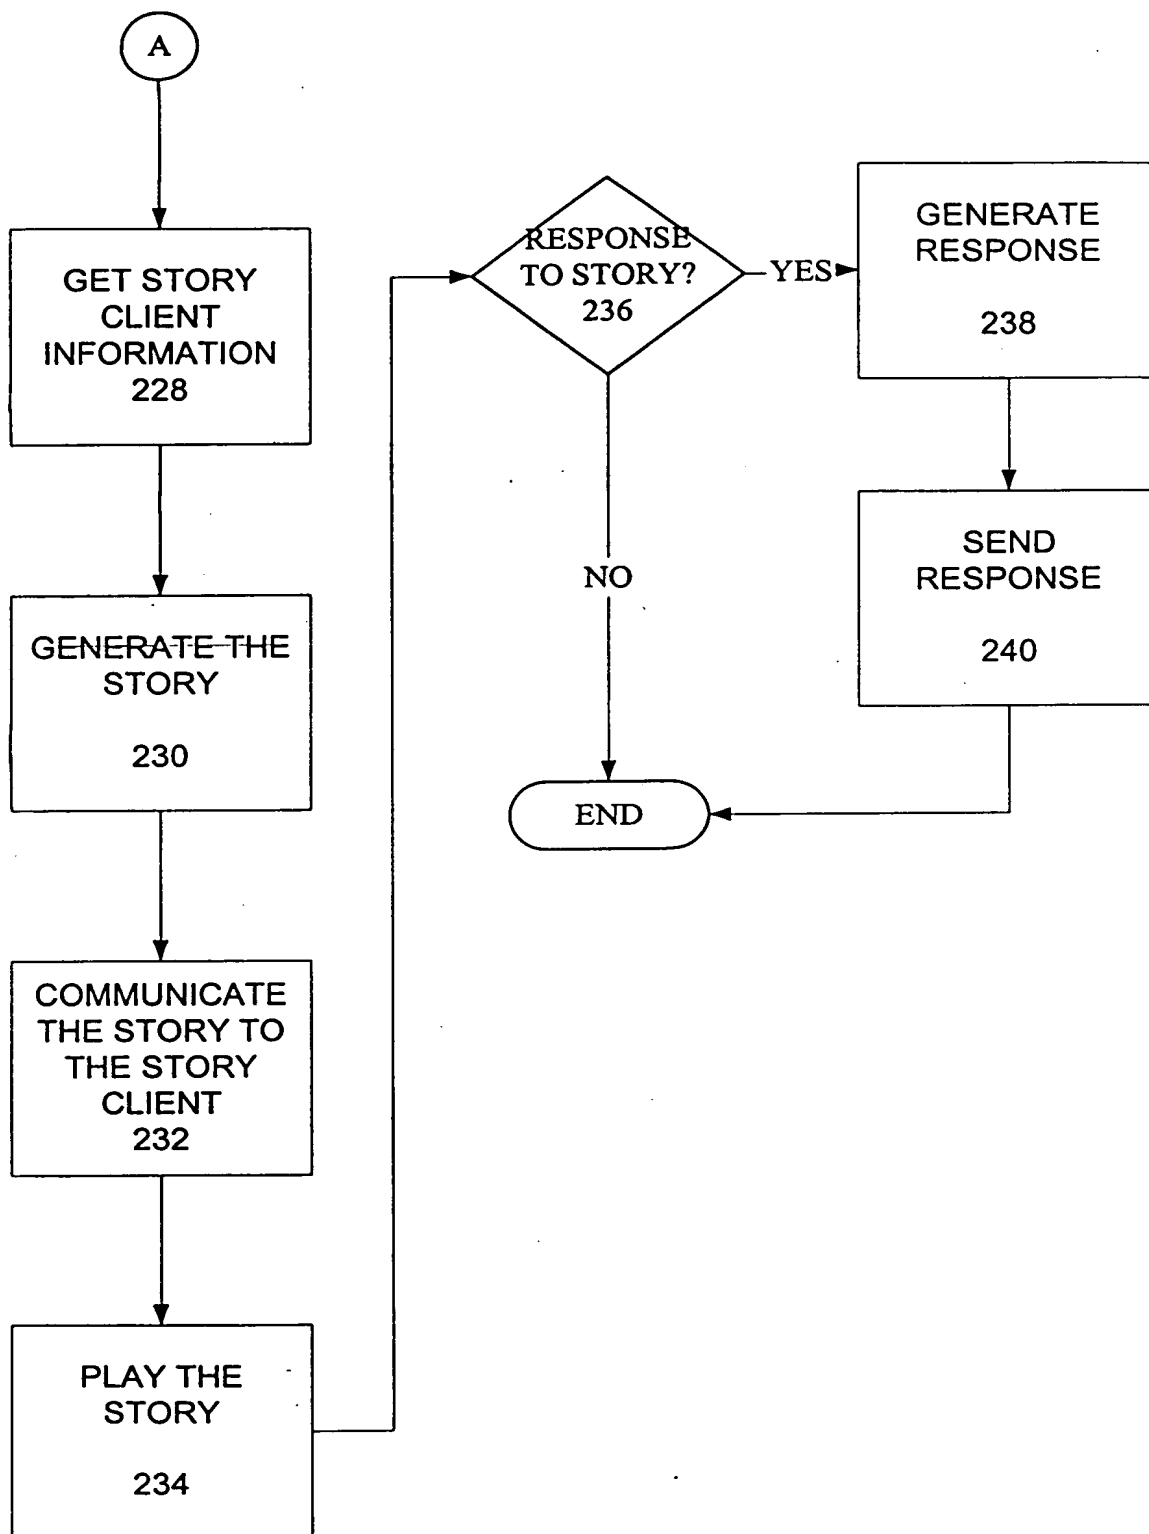 A
GET STORY
CLIENT
INFORMATION
228
GENERATE THE
STORY
230
COMMUNICATE
THE STORY TO
THE STORY
CLIENT
232
PLAY THE
STORY
234
RESPONSE
TO STORY?
236
YES
NO
GENERATE
RESPONSE
238
SEND
RESPONSE
240
END